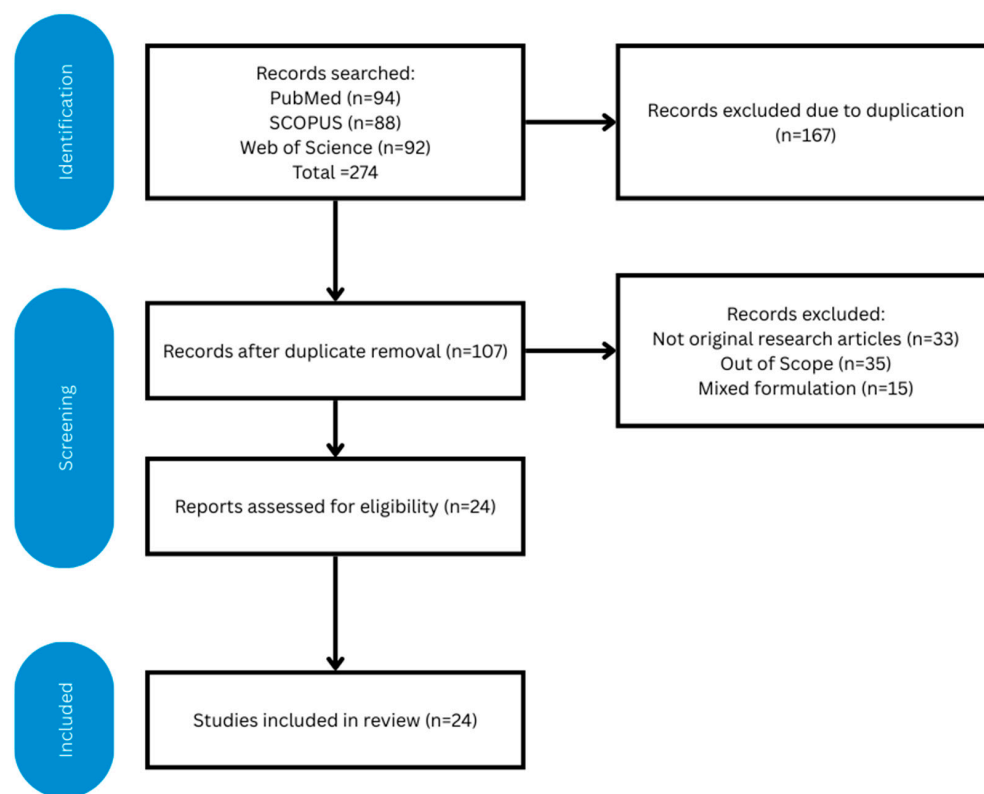 Identification
Records searched:
PubMed (n=94)
SCOPUS (n=88)
Web of Science (n=92)
Total =274
Records excluded due to duplication
(n=167)
Screening
Records after duplicate removal (n=107)
Records excluded:
Not original research articles (n=33)
Out of Scope (n=35)
Mixed formulation (n=15)
Reports assessed for eligibility (n=24)
Included
Studies included in review (n=24)